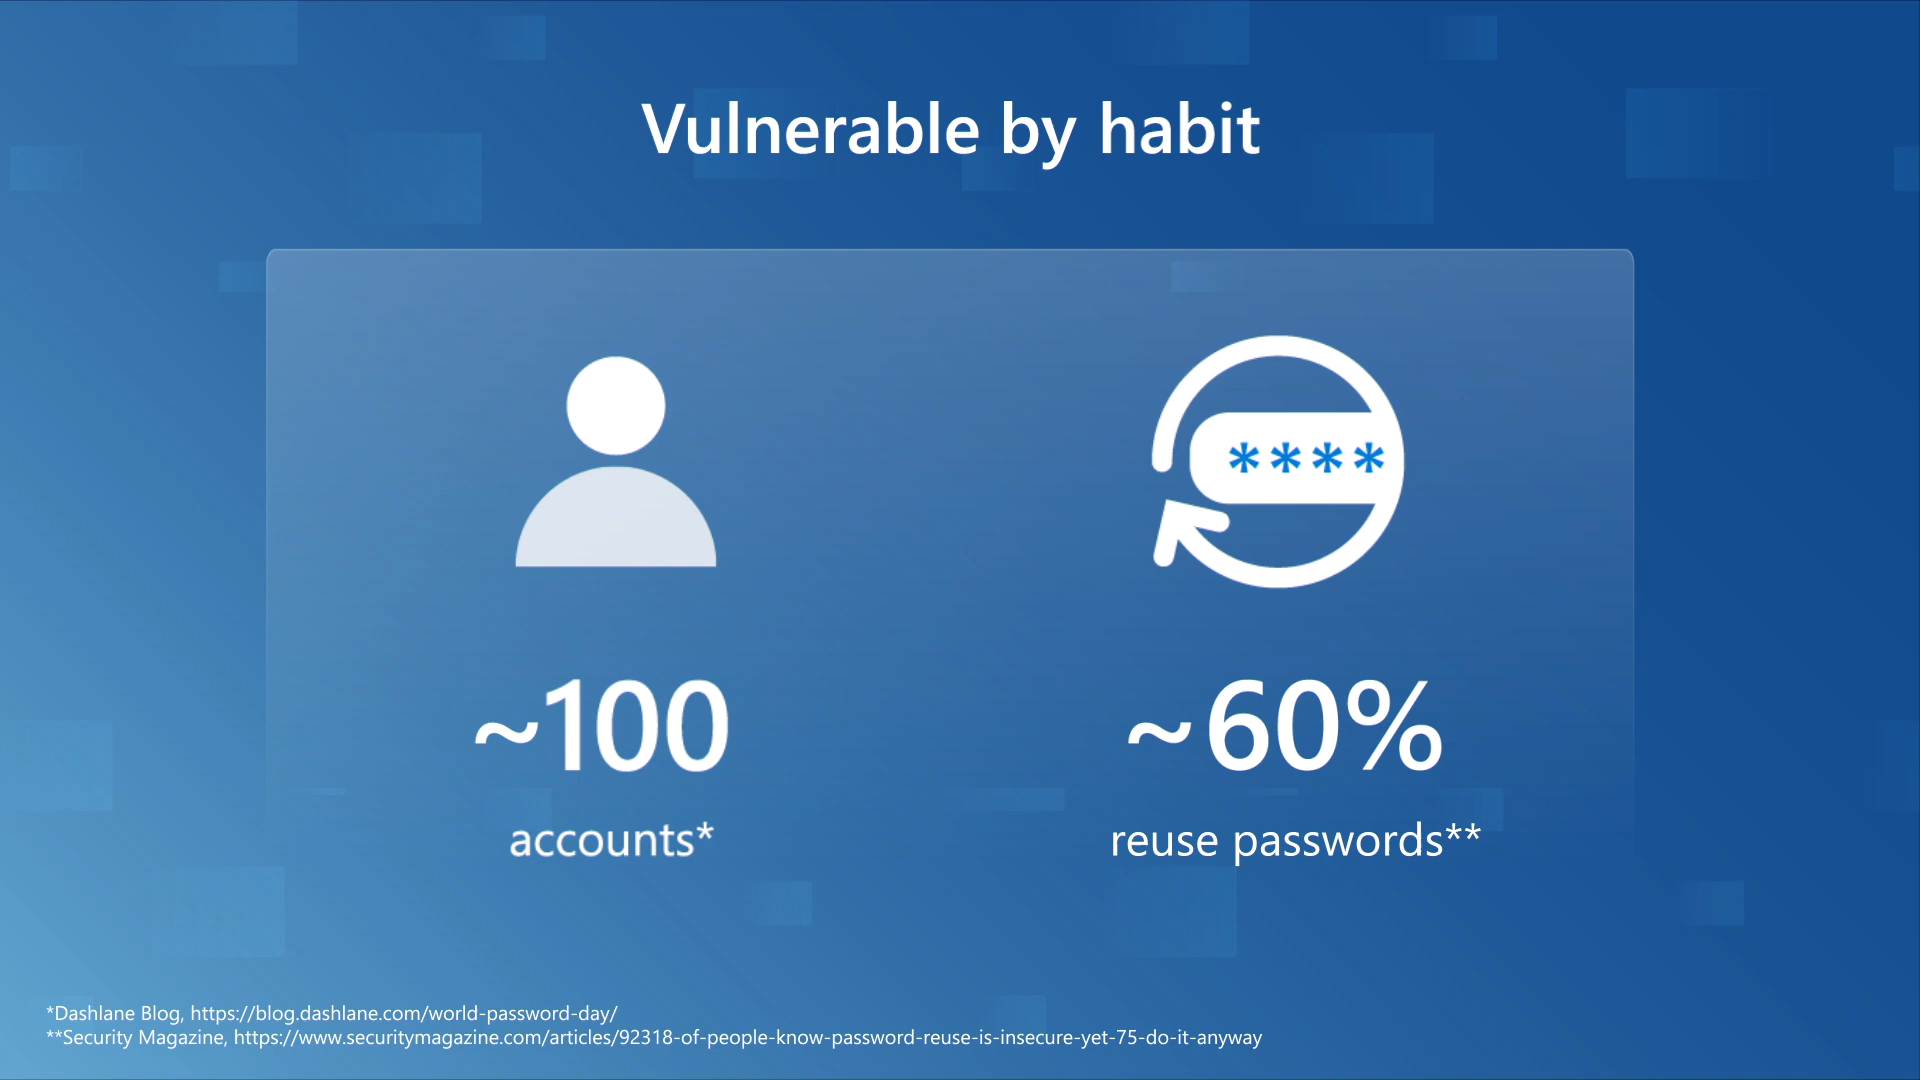 Vulnerable by habit
****
~100
accounts*
~60%
reuse passwords**
*Dashlane Blog, https://blog.dashlane.com/world-password-day/
**Security Magazine, https://www.securitymagazine.com/articles/92318-of-people-know-password-reuse-is-insecure-yet-75-do-it-anyway